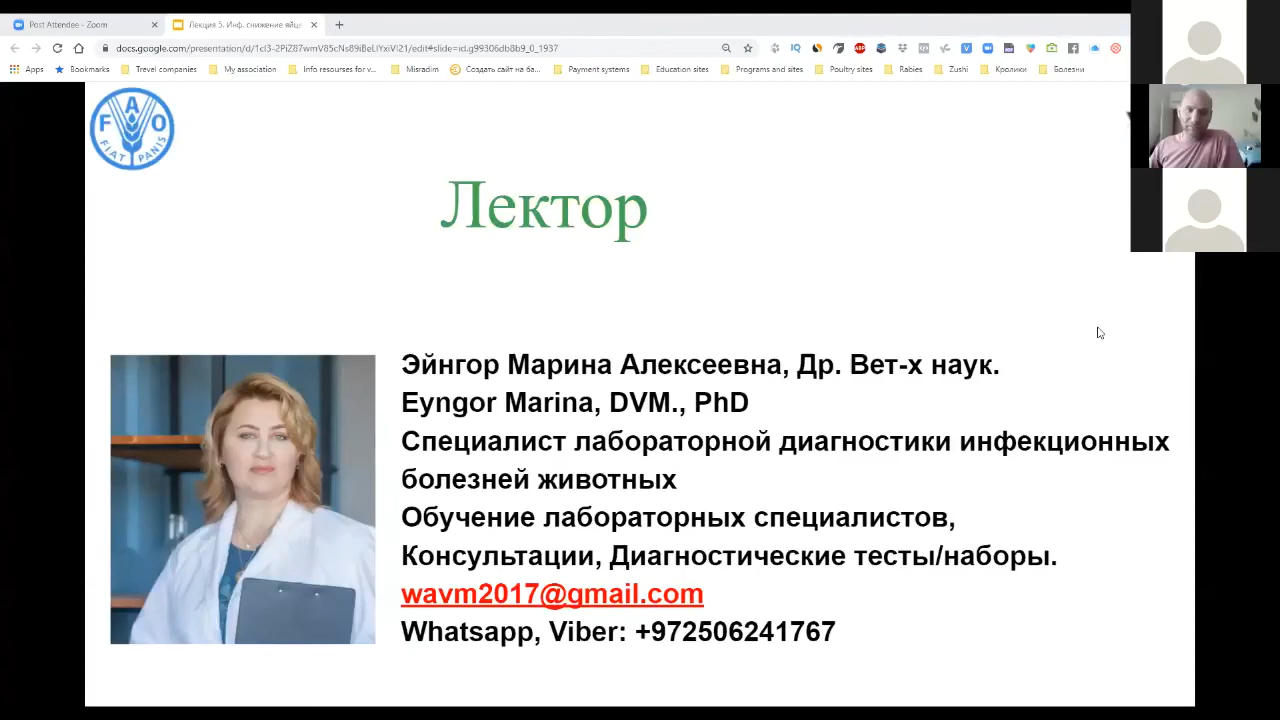 Post Attendee - Zoom
Лекция 5. Инф. снижение яйце
docs.google.com/presentation/d/1cl3-2PiZ87wmV85cNs89iBeLlYxiVl21/edit#slide=id.g99306db8b9_0_1937
Apps Bookmarks Trevel companies My association Info resourses for v... Misradim Создать сайт на ба... Payment systems Education sites Programs and sites Poultry sites Rabies Zushi Кролики Болезни
F A O
FIAT PANIS
Лектор
Эйнгор Марина Алексеевна, Др. Вет-х наук.
Eyngor Marina, DVM., PhD
Специалист лабораторной диагностики инфекционных
болезней животных
Обучение лабораторных специалистов,
Консультации, Диагностические тесты/наборы.
wavm2017@gmail.com
Whatsapp, Viber: +972506241767